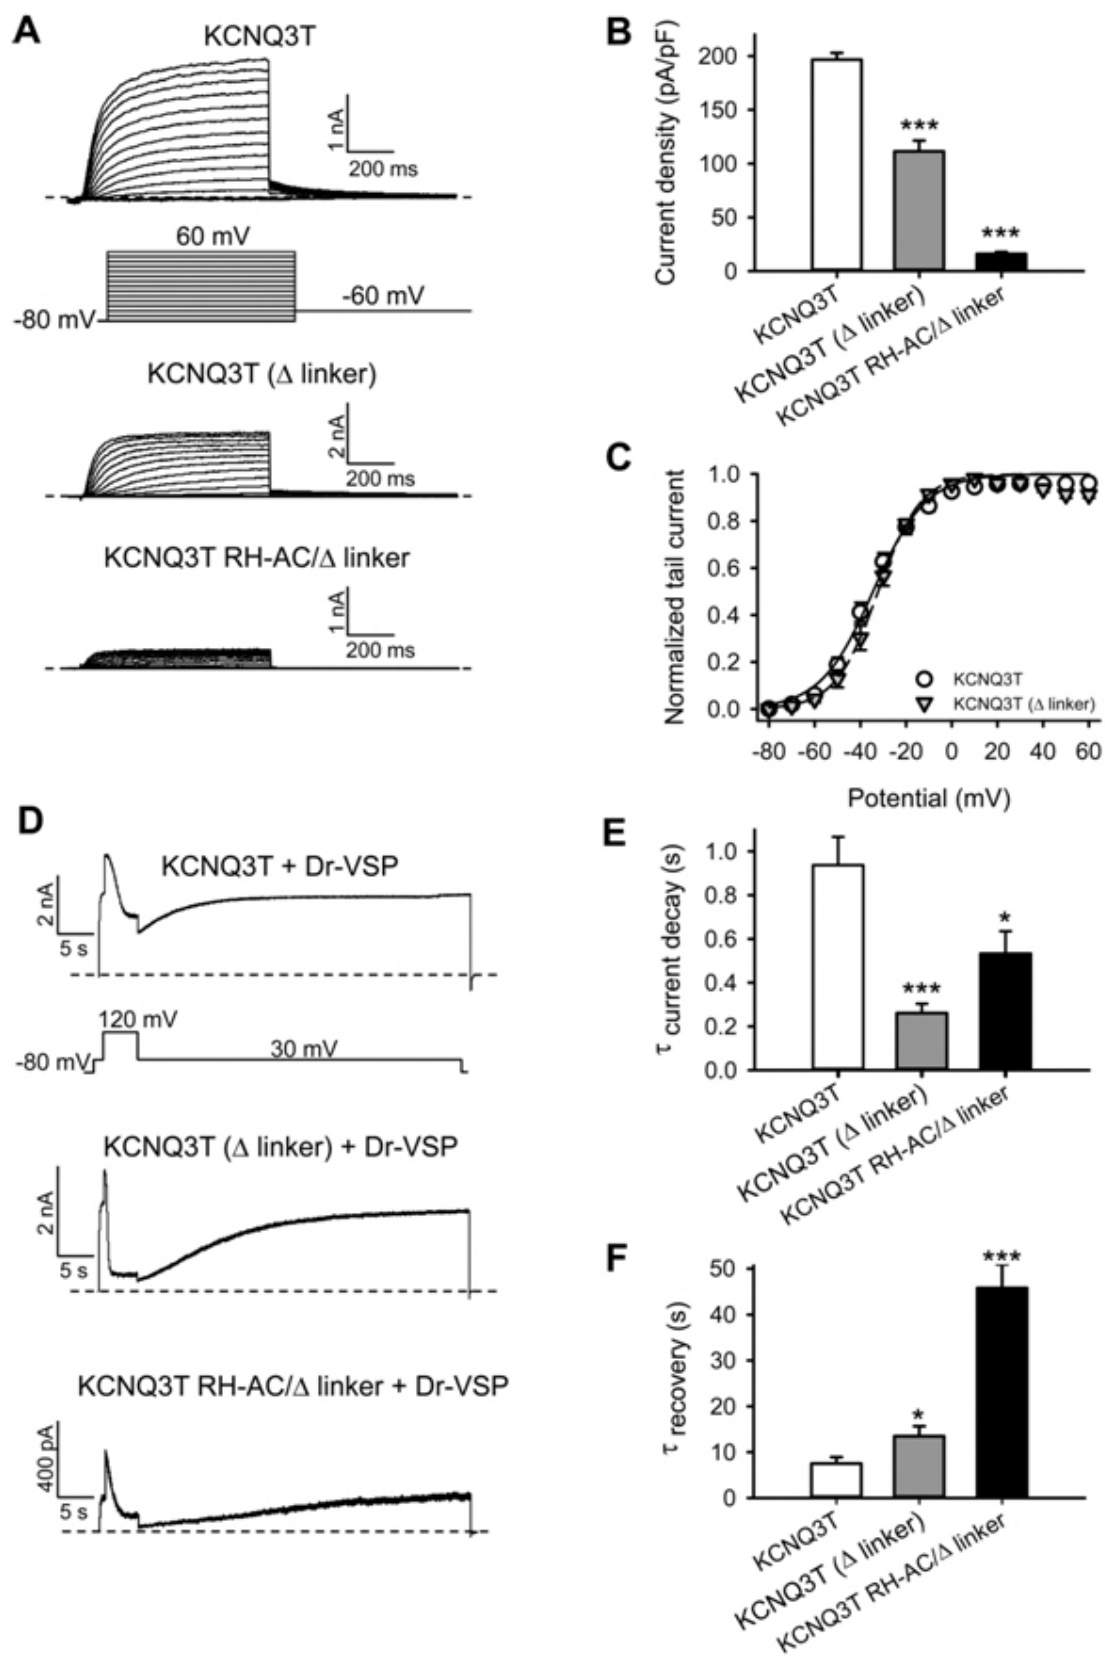 A
KCNQ3T
1 nA
200 ms
60 mV
-80 mV
-60 mV
KCNQ3T (Δ linker)
2 nA
200 ms
KCNQ3T RH-AC/Δ linker
1 nA
200 ms
B
Current density (pA/pF)
200
150
100
50
0
***
***
KCNQ3T
KCNQ3T (Δ linker)
KCNQ3T RH-AC/Δ linker
C
Normalized tail current
1.0
0.8
0.6
0.4
0.2
0.0
KCNQ3T
KCNQ3T (Δ linker)
-80 -60 -40 -20 0 20 40 60
Potential (mV)
D
KCNQ3T + Dr-VSP
2 nA
5 s
120 mV
-80 mV
30 mV
KCNQ3T (Δ linker) + Dr-VSP
2 nA
5 s
KCNQ3T RH-AC/Δ linker + Dr-VSP
400 pA
5 s
E
τ current decay (s)
1.0
0.8
0.6
0.4
0.2
0.0
***
*
KCNQ3T
KCNQ3T (Δ linker)
KCNQ3T RH-AC/Δ linker
F
τ recovery (s)
50
40
30
20
10
0
*
***
KCNQ3T
KCNQ3T (Δ linker)
KCNQ3T RH-AC/Δ linker